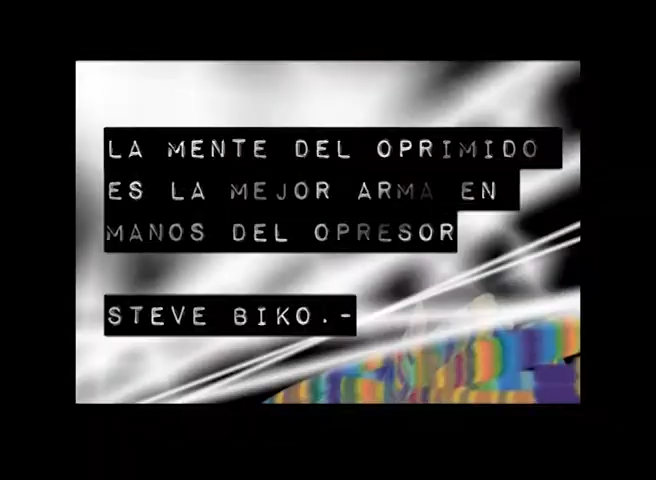 LA MENTE DEL OPRIMIDO
ES LA MEJOR ARMA EN
MANOS DEL OPRESOR
STEVE BIKO.-